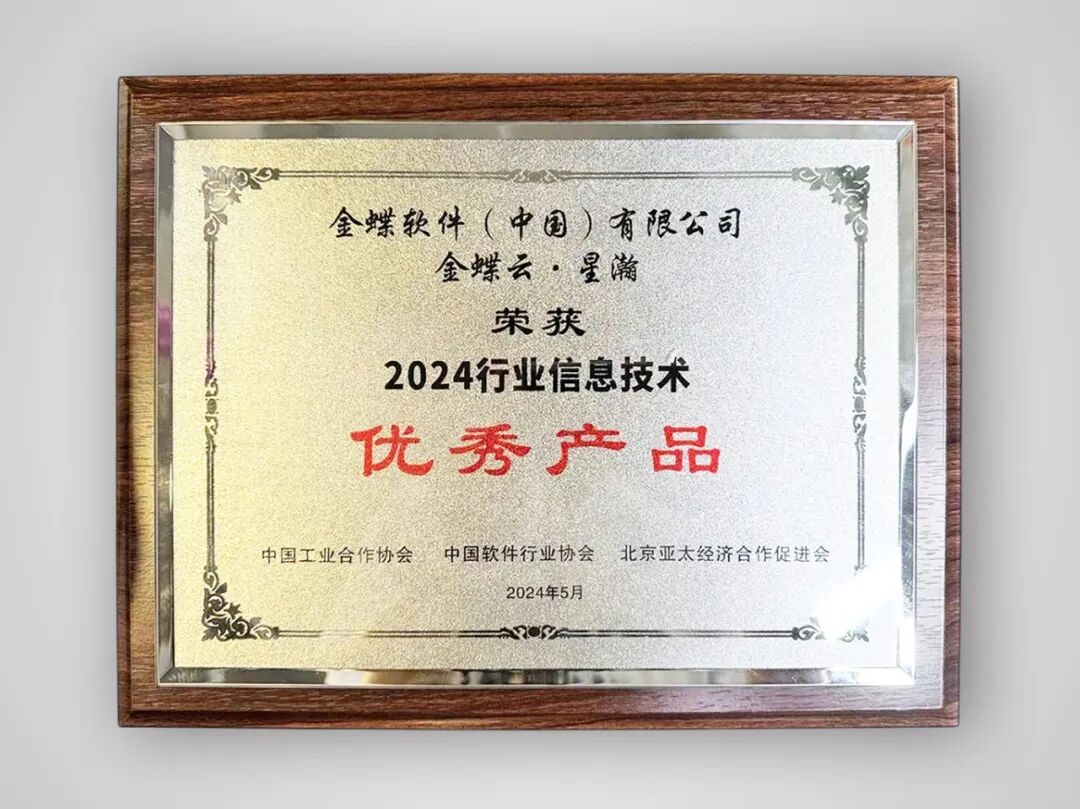 金蝶软件（中国）有限公司
金蝶云·星瀚
荣获
2024行业信息技术
优秀产品
中国工业合作协会 中国软件行业协会 北京亚太经济合作促进会
2024年5月